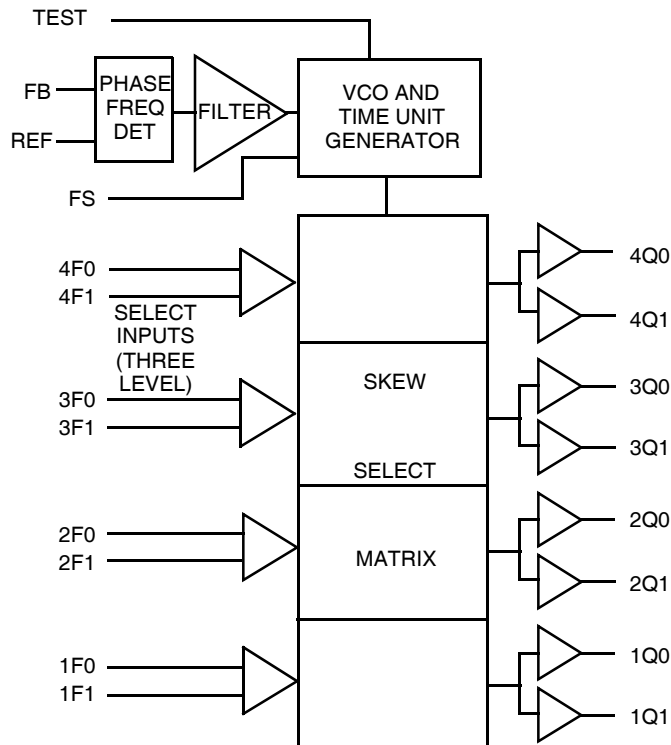 TEST
FB
REF
PHASE
FREQ
DET
FILTER
VCO AND
TIME UNIT
GENERATOR
FS
4F0
4F1
SELECT
INPUTS
(THREE
LEVEL)
3F0
3F1
2F0
2F1
1F0
1F1
SKEW
SELECT
MATRIX
4Q0
4Q1
3Q0
3Q1
2Q0
2Q1
1Q0
1Q1